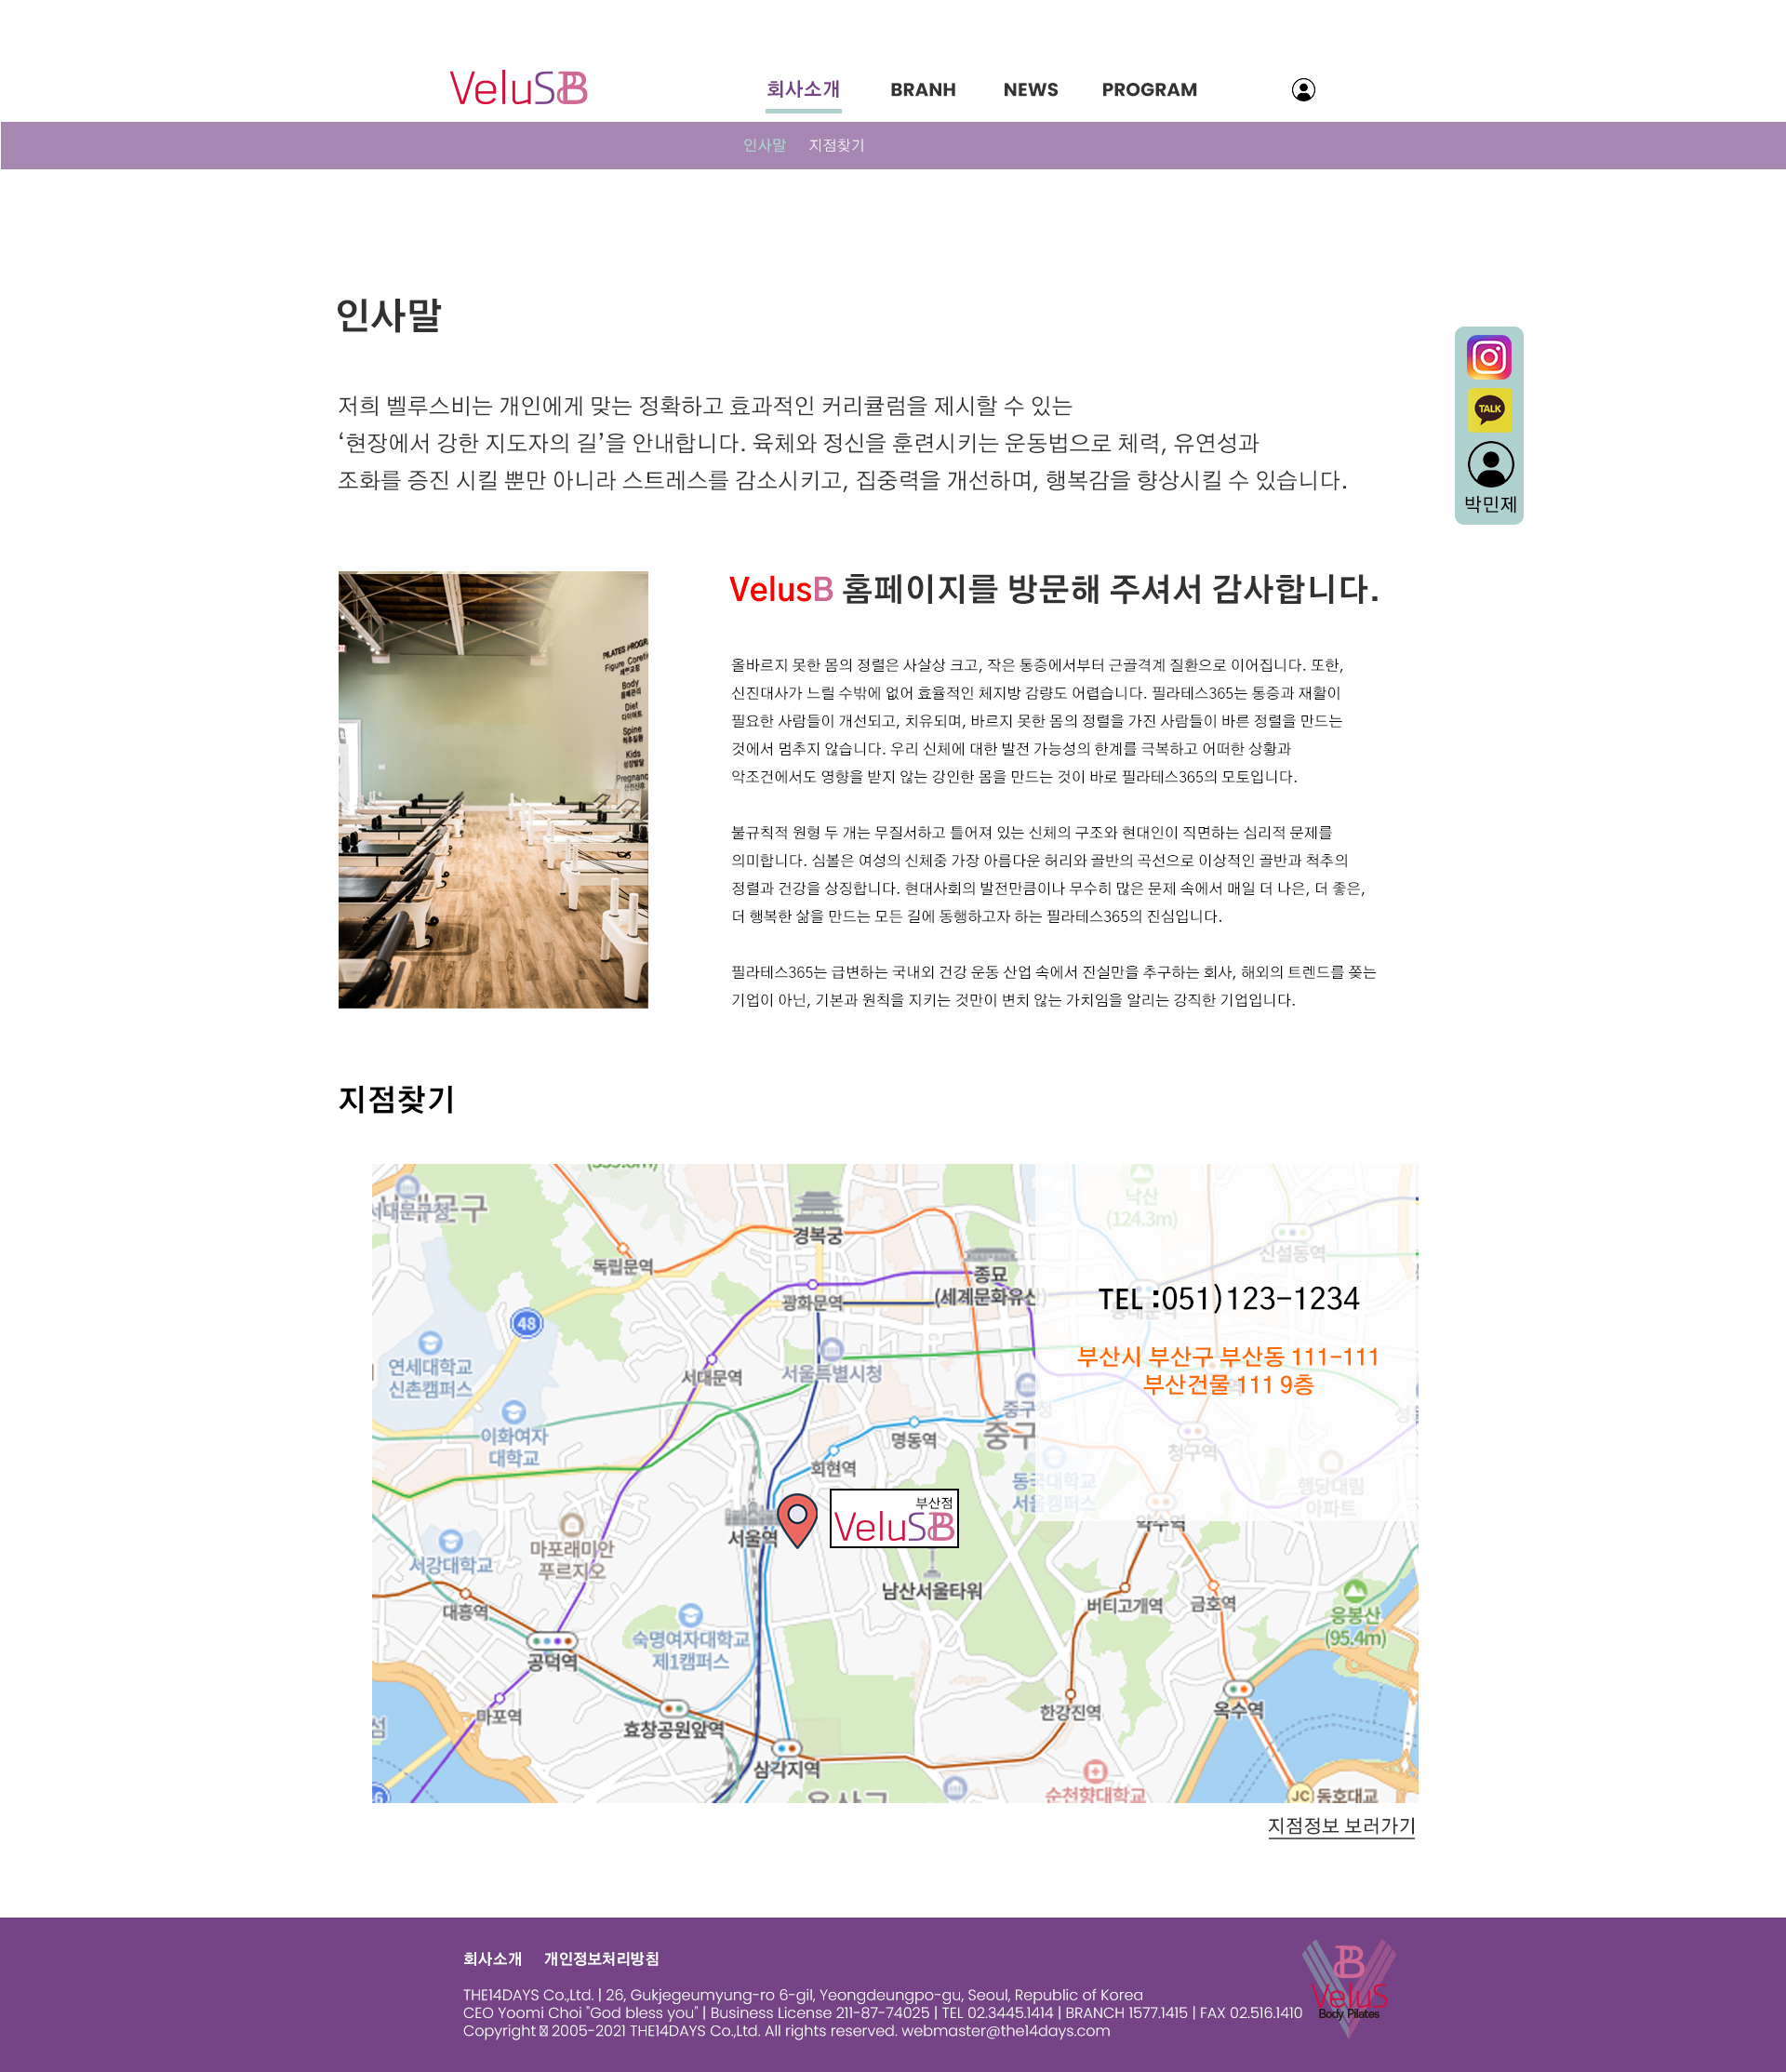 VeluSB
회사소개 BRANH NEWS PROGRAM
인사말 지점찾기
인사말
저희 벨루스비는 개인에게 맞는 정확하고 효과적인 커리큘럼을 제시할 수 있는
‘현장에서 강한 지도자의 길’을 안내합니다. 육체와 정신을 훈련시키는 운동법으로 체력, 유연성과
조화를 증진 시킬 뿐만 아니라 스트레스를 감소시키고, 집중력을 개선하며, 행복감을 향상시킬 수 있습니다.
TALK
박민제
VelusB 홈페이지를 방문해 주셔서 감사합니다.
올바르지 못한 몸의 정렬은 사살상 크고, 작은 통증에서부터 근골격계 질환으로 이어집니다. 또한,
신진대사가 느릴 수밖에 없어 효율적인 체지방 감량도 어렵습니다. 필라테스365는 통증과 재활이
필요한 사람들이 개선되고, 치유되며, 바르지 못한 몸의 정렬을 가진 사람들이 바른 정렬을 만드는
것에서 멈추지 않습니다. 우리 신체에 대한 발전 가능성의 한계를 극복하고 어떠한 상황과
악조건에서도 영향을 받지 않는 강인한 몸을 만드는 것이 바로 필라테스365의 모토입니다.
불규칙적 원형 두 개는 무질서하고 틀어져 있는 신체의 구조와 현대인이 직면하는 심리적 문제를
의미합니다. 심볼은 여성의 신체중 가장 아름다운 허리와 골반의 곡선으로 이상적인 골반과 척추의
정렬과 건강을 상징합니다. 현대사회의 발전만큼이나 무수히 많은 문제 속에서 매일 더 나은, 더 좋은,
더 행복한 삶을 만드는 모든 길에 동행하고자 하는 필라테스365의 진심입니다.
필라테스365는 급변하는 국내외 건강 운동 산업 속에서 진실만을 추구하는 회사, 해외의 트렌드를 쫒는
기업이 아닌, 기본과 원칙을 지키는 것만이 변치 않는 가치임을 알리는 강직한 기업입니다.
Figure
Body
Diet
다이어트
Spine
척추질환
Kids
성장발달
지점찾기
서대문구청
경복궁
독립문역
종묘
(세계문화유산)
광화문역
48
연세대학교
신촌캠퍼스
서대문역
서울특별시청
이화여자
대학교
명동역
중구
회현역
낙산
(124.3m)
신설동역
TEL :051)123-1234
부산시 부산구 부산동 111-111
부산건물 111 9층
청구역
동국대학교
서울캠퍼스
행당대림
아파트
서울역
부산점
VeluSB
서강대학교
마포래미안
푸르지오
남산서울타워
버티고개역
금호역
응봉산
(95.4m)
대흥역
공덕역
숙명여자대학교
제1캠퍼스
마포역
효창공원앞역
삼각지역
한강진역
옥수역
순천향대학교
JC 동호대교
지점정보 보러가기
회사소개 개인정보처리방침
THE14DAYS Co.,Ltd. | 26, Gukjegeumyung-ro 6-gil, Yeongdeungpo-gu, Seoul, Republic of Korea
CEO Yoomi Choi "God bless you" | Business License 211-87-74025 | TEL 02.3445.1414 | BRANCH 1577.1415 | FAX 02.516.1410
Copyright 2005-2021 THE14DAYS Co.,Ltd. All rights reserved. webmaster@the14days.com
B
VeluS
Body Pilates